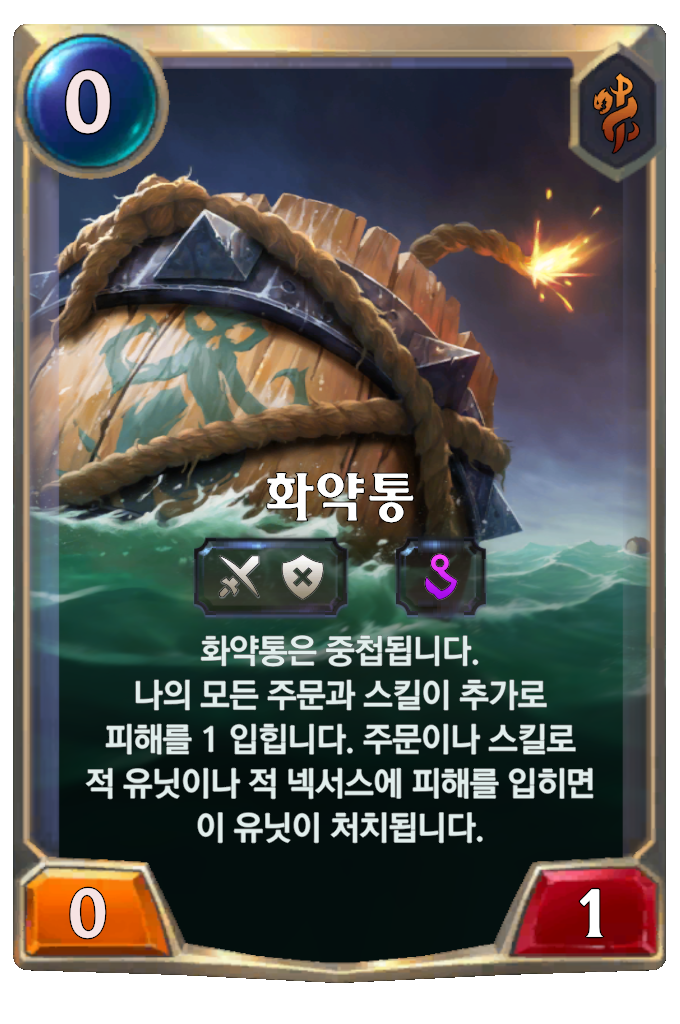 0
화약통
화약통은 중첩됩니다.
나의 모든 주문과 스킬이 추가로
피해를 1 입힙니다. 주문이나 스킬로
적 유닛이나 적 넥서스에 피해를 입히면
이 유닛이 처치됩니다.
0
1